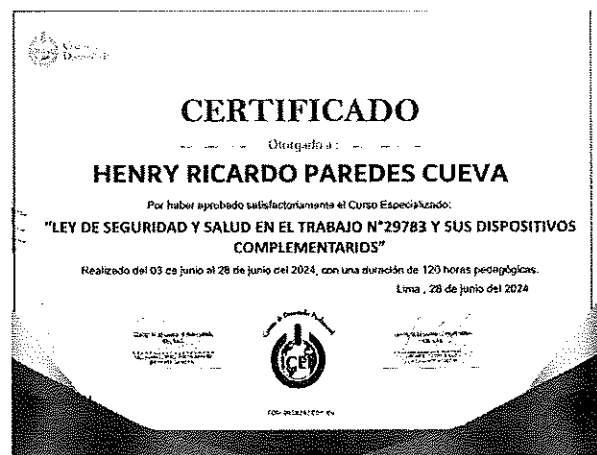 CERTIFICADO
Otorgado a :
HENRY RICARDO PAREDES CUEVA
Por haber aprobado satisfactoriamente el Curso Especializado:
"LEY DE SEGURIDAD Y SALUD EN EL TRABAJO N°29783 Y SUS DISPOSITIVOS
COMPLEMENTARIOS"
Realizado del 03 de junio al 28 de junio del 2024, con una duración de 120 horas pedagógicas.
Lima , 28 de junio del 2024